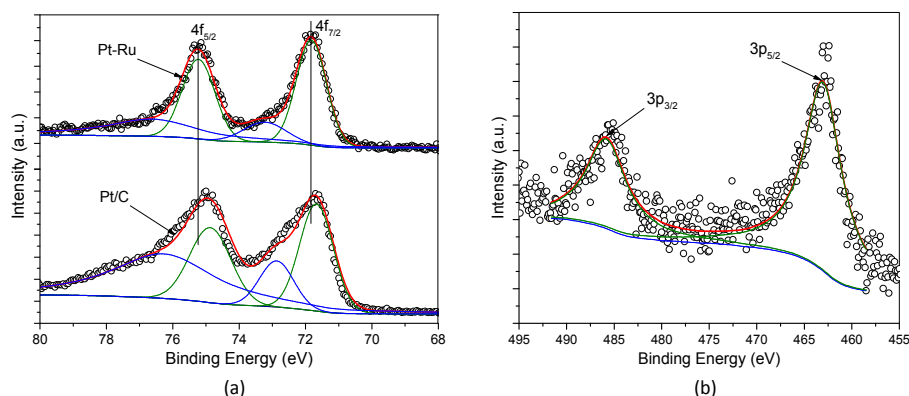 4f5/2
4f7/2
Pt-Ru
Pt/C
Intensity (a.u.)
80 78 76 74 72 70 68
Binding Energy (eV)
(a)
3p5/2
3p3/2
Intensity (a.u.)
495 490 485 480 475 470 465 460 455
Binding Energy (eV)
(b)